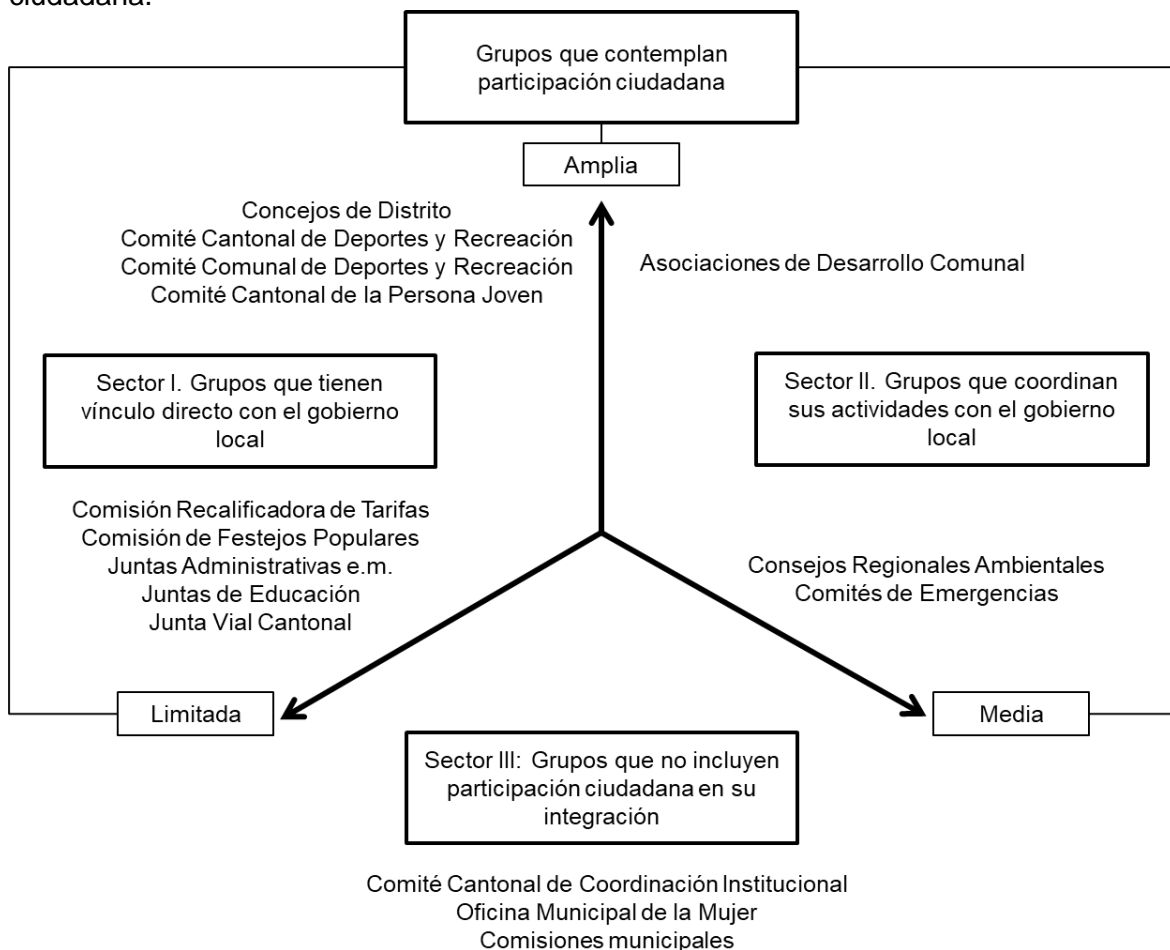 ciudadana.
Grupos que contemplan
participación ciudadana
Amplia
Concejos de Distrito
Comité Cantonal de Deportes y Recreación
Comité Comunal de Deportes y Recreación
Comité Cantonal de la Persona Joven
Asociaciones de Desarrollo Comunal
Sector I. Grupos que tienen
vínculo directo con el gobierno
local
Sector II. Grupos que coordinan
sus actividades con el gobierno
local
Comisión Recalificadora de Tarifas
Comisión de Festejos Populares
Juntas Administrativas e.m.
Juntas de Educación
Junta Vial Cantonal
Consejos Regionales Ambientales
Comités de Emergencias
Limitada
Media
Sector III: Grupos que no incluyen
participación ciudadana en su
integración
Comité Cantonal de Coordinación Institucional
Oficina Municipal de la Mujer
Comisiones municipales